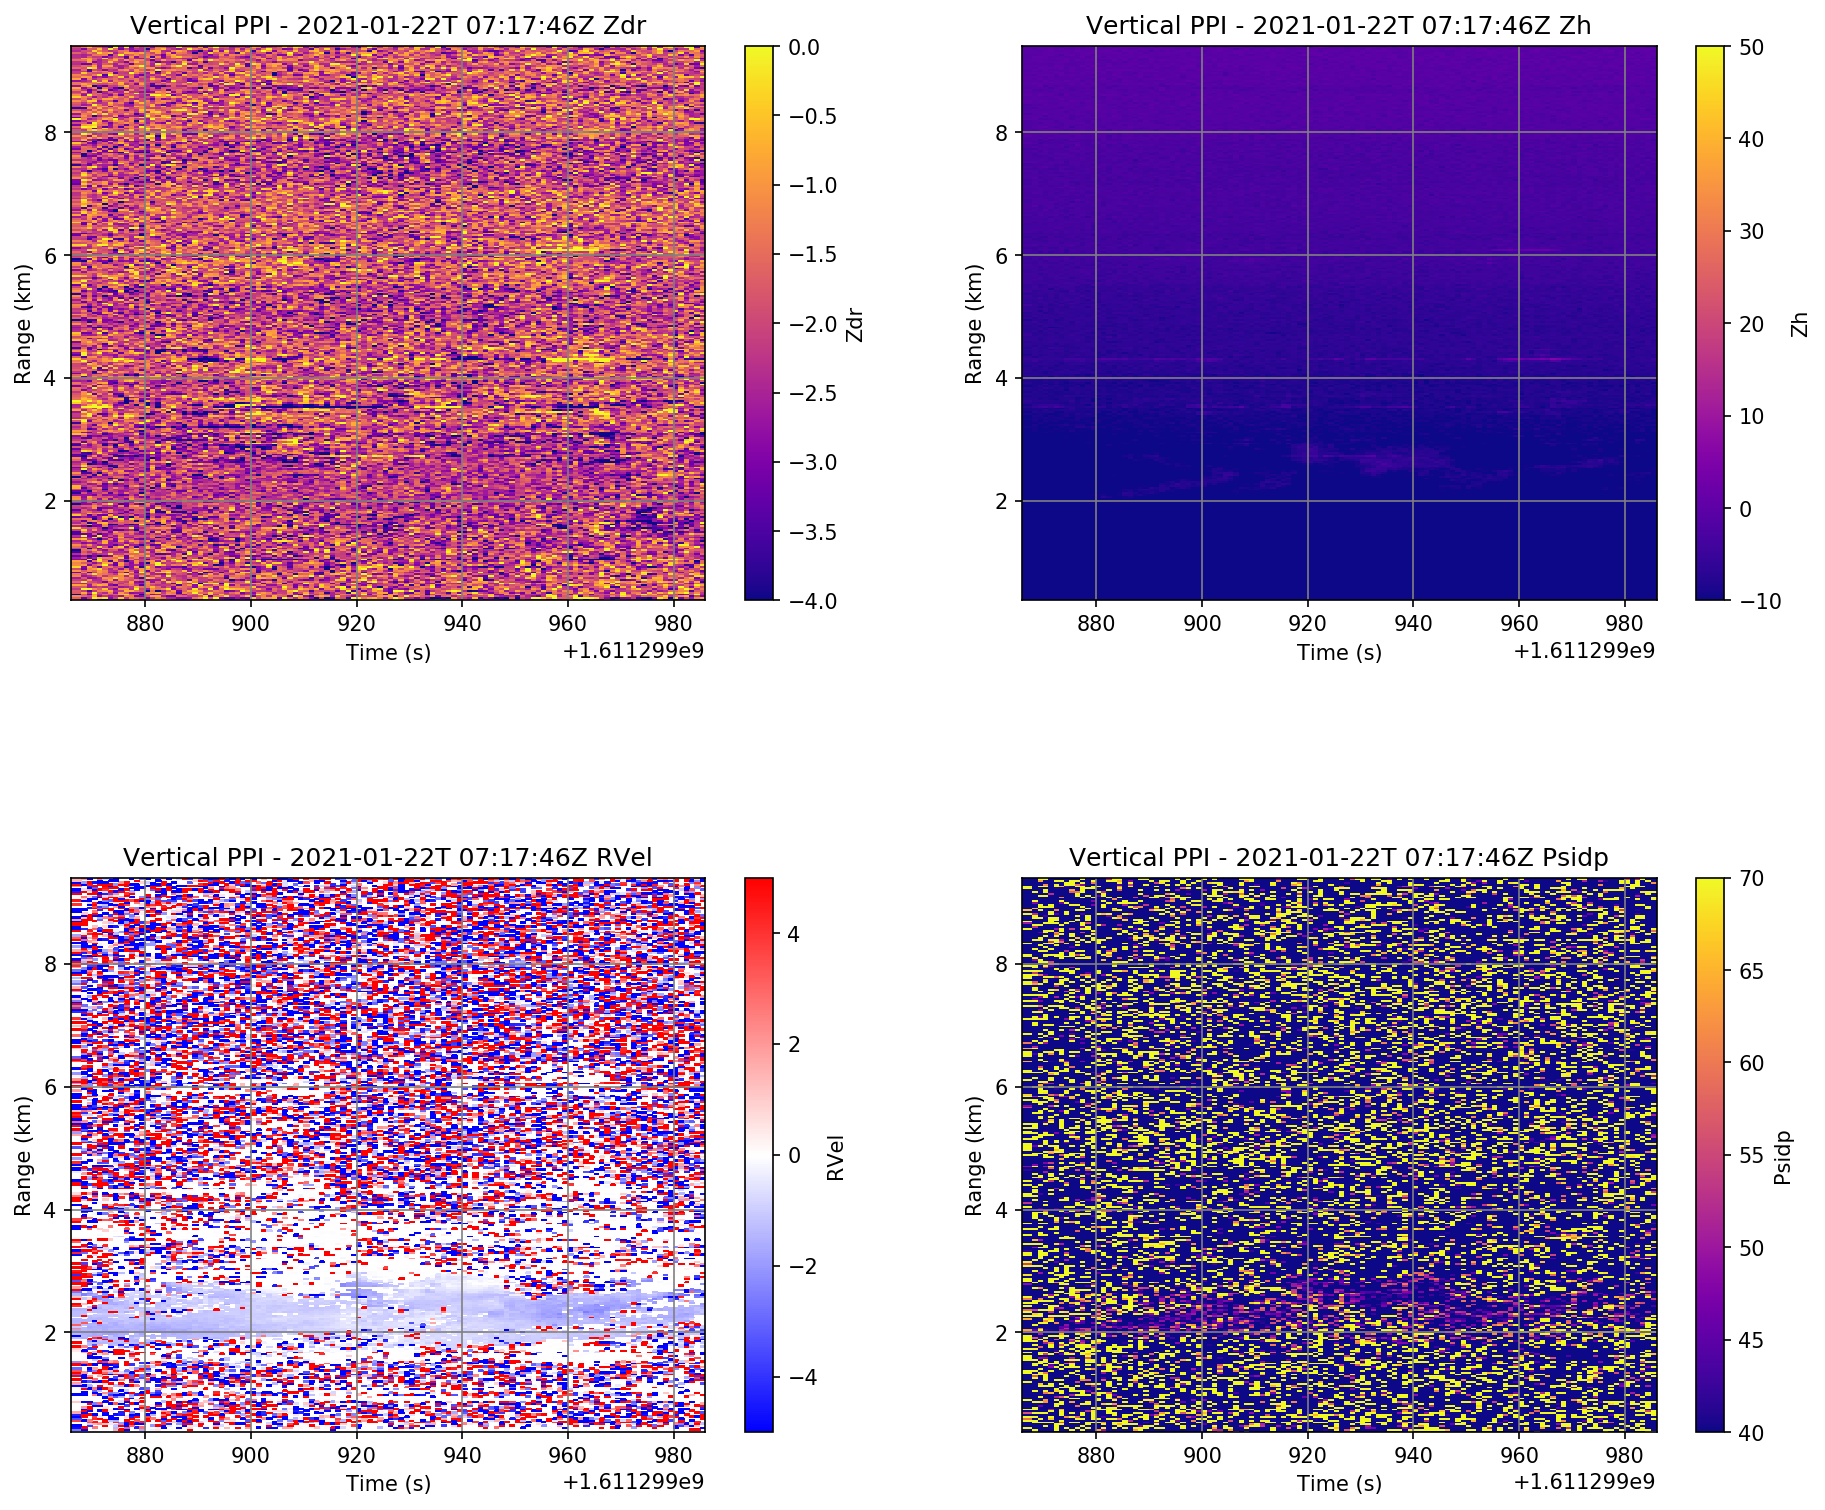 Vertical PPI - 2021-01-22T 07:17:46Z Zdr
8
6
4
2
Range (km)
880 900 920 940 960 980
Time (s)
+1.611299e9
0.0
−0.5
−1.0
−1.5
−2.0
−2.5
−3.0
−3.5
−4.0
Zdr
Vertical PPI - 2021-01-22T 07:17:46Z Zh
8
6
4
2
Range (km)
880 900 920 940 960 980
Time (s)
+1.611299e9
50
40
30
20
10
0
−10
Zh
Vertical PPI - 2021-01-22T 07:17:46Z RVel
8
6
4
2
Range (km)
880 900 920 940 960 980
Time (s)
+1.611299e9
4
2
0
−2
−4
RVel
Vertical PPI - 2021-01-22T 07:17:46Z Psidp
8
6
4
2
Range (km)
880 900 920 940 960 980
Time (s)
+1.611299e9
70
65
60
55
50
45
40
Psidp